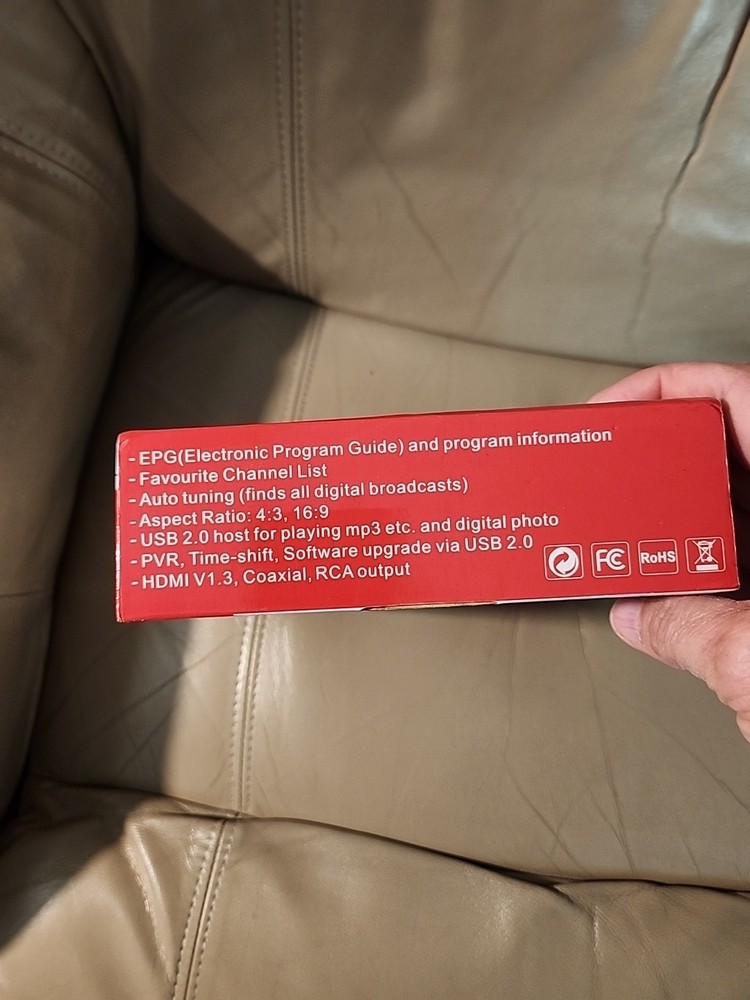 - EPG(Electronic Program Guide) and program information
- Favourite Channel List
- Auto tuning (finds all digital broadcasts)
- Aspect Ratio: 4:3, 16:9
- USB 2.0 host for playing mp3 etc. and digital photo
- PVR, Time-shift, Software upgrade via USB 2.0
- HDMI V1.3, Coaxial, RCA output
FC RoHS